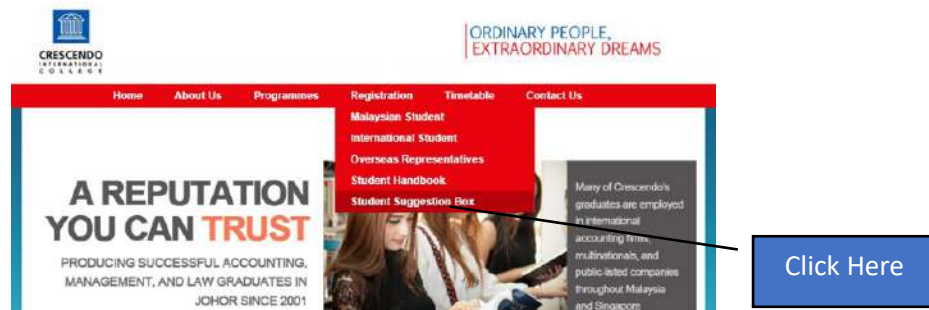 CRESCENDO
INTERNATIONAL
COLLEGE
ORDINARY PEOPLE,
EXTRAORDINARY DREAMS
Home About Us Programmes Registration Timetable Contact Us
Malaysian Student
International Student
Overseas Representatives
Student Handbook
Student Suggestion Box
A REPUTATION
YOU CAN TRUST
PRODUCING SUCCESSFUL ACCOUNTING,
MANAGEMENT, AND LAW GRADUATES IN
JOHOR SINCE 2001
Many of Crescendo's
graduates are employed
in international
accounting firms,
multinationals, and
public-listed companies
throughout Malaysia
and Singapore
Click Here